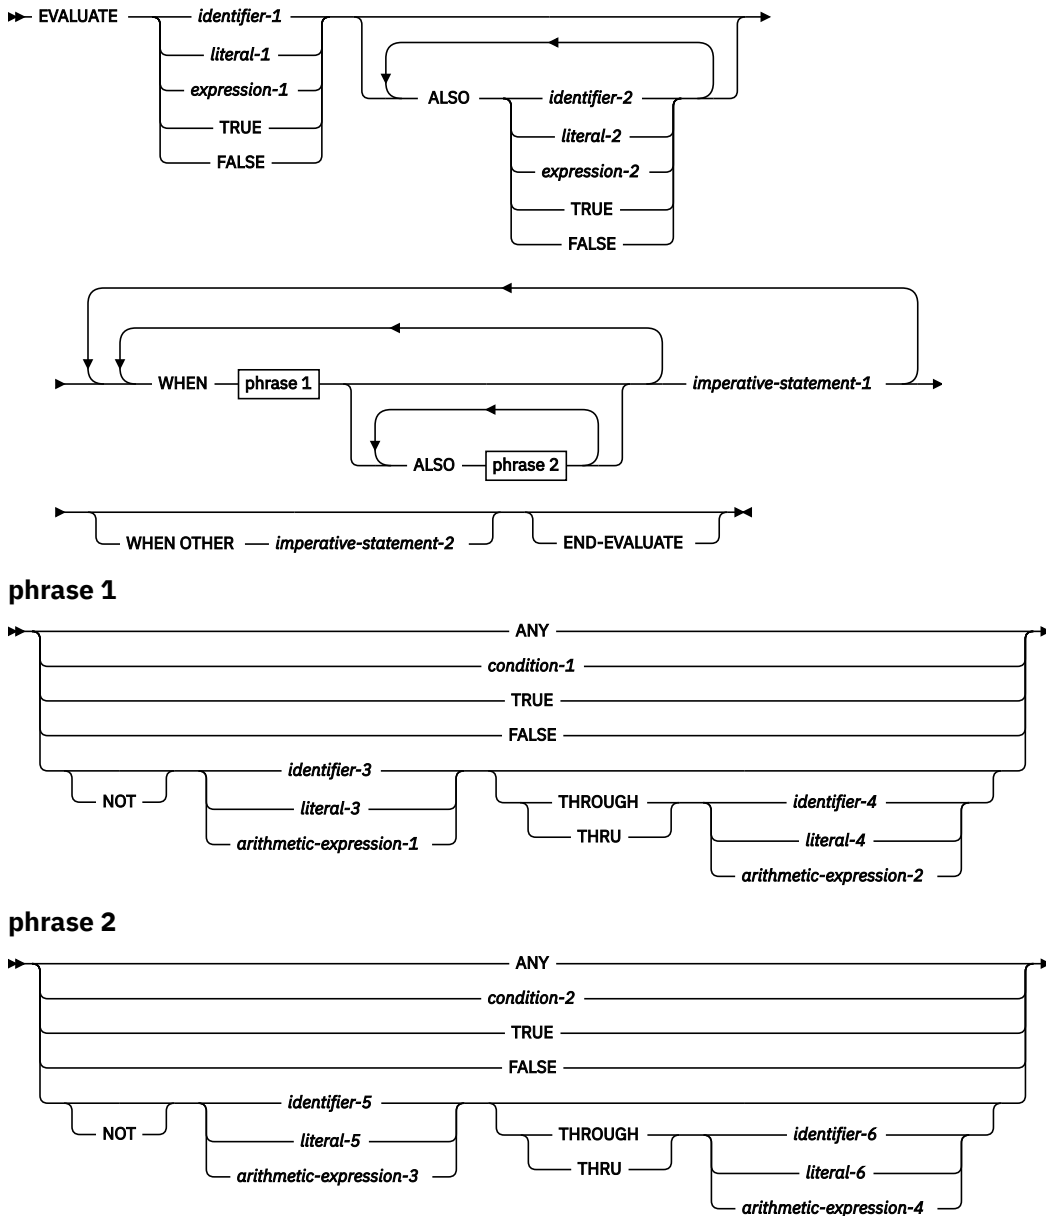 EVALUATE identifier-1
literal-1
expression-1
TRUE
FALSE
ALSO identifier-2
literal-2
expression-2
TRUE
FALSE
WHEN phrase 1 imperative-statement-1
ALSO phrase 2
WHEN OTHER imperative-statement-2 END-EVALUATE
phrase 1
ANY
condition-1
TRUE
FALSE
identifier-3
NOT THROUGH identifier-4
literal-3
THRU literal-4
arithmetic-expression-1
arithmetic-expression-2
phrase 2
ANY
condition-2
TRUE
FALSE
identifier-5
NOT THROUGH identifier-6
literal-5
THRU literal-6
arithmetic-expression-3
arithmetic-expression-4